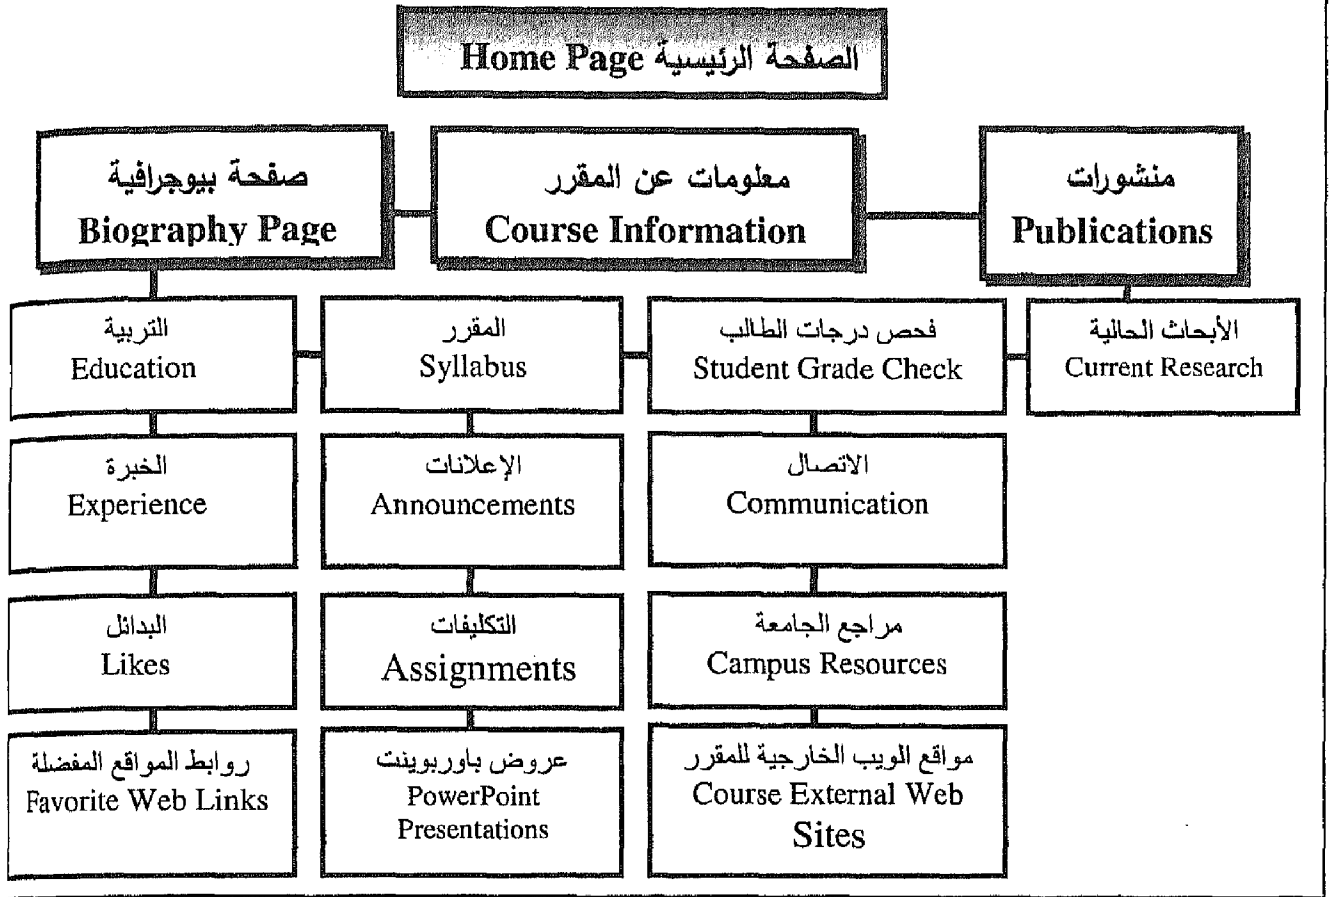 Home Page الصفحة الرئيسية
صفحة بيوجرافية
Biography Page
معلومات عن المقرر
Course Information
منشورات
Publications
التربية
Education
المقرر
Syllabus
فحص درجات الطالب
Student Grade Check
الأبحاث الحالية
Current Research
الخبرة
Experience
الإعلانات
Announcements
الاتصال
Communication
البدائل
Likes
التكليفات
Assignments
مراجع الجامعة
Campus Resources
روابط المواقع المفضلة
Favorite Web Links
عروض باوربوينت
PowerPoint
Presentations
مواقع الويب الخارجية للمقرر
Course External Web
Sites